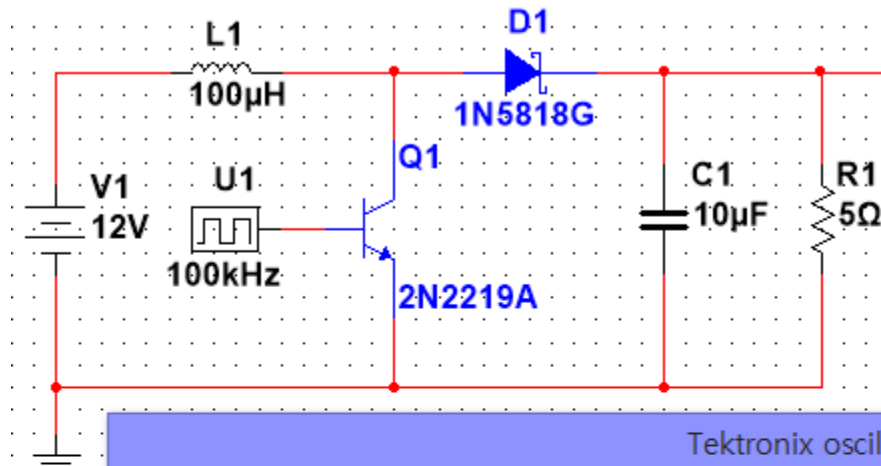 L1
100μH
D1
1N5818G
Q1
V1
12V
U1
100kHz
2N2219A
C1
10μF
R1
5Ω
Tektronix oscil